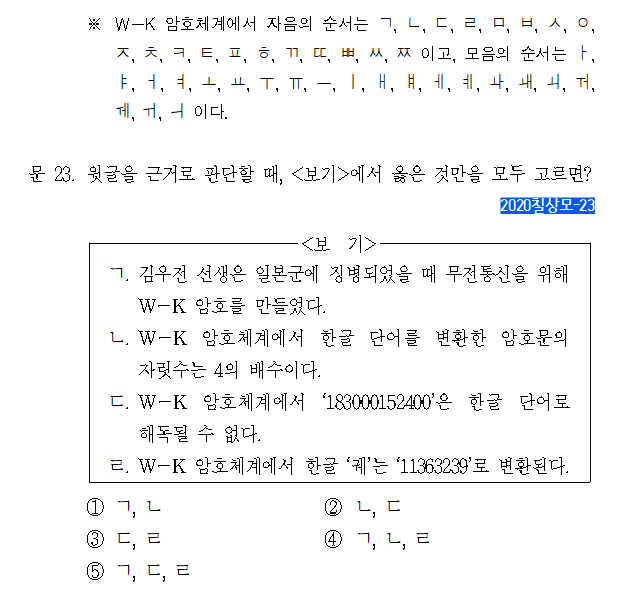 ※ W－K 암호체계에서 자음의 순서는 ㄱ, ㄴ, ㄷ, ㄹ, ㅁ, ㅂ, ㅅ, ㅇ,
ㅈ, ㅊ, ㅋ, ㅌ, ㅍ, ㅎ, ㄲ, ㄸ, ㅃ, ㅆ, ㅉ 이고, 모음의 순서는 ㅏ,
ㅑ, ㅓ, ㅕ, ㅗ, ㅛ, ㅜ, ㅠ, ㅡ, ㅣ, ㅐ, ㅒ, ㅔ, ㅖ, ㅘ, ㅙ, ㅚ, ㅝ,
ㅞ, ㅟ, ㅢ 이다.
문 23. 윗글을 근거로 판단할 때, <보기>에서 옳은 것만을 모두 고르면?
2020칠상모-23
<보 기>
ㄱ. 김우전 선생은 일본군에 징병되었을 때 무전통신을 위해
W－K 암호를 만들었다.
ㄴ. W－K 암호체계에서 한글 단어를 변환한 암호문의
자릿수는 4의 배수이다.
ㄷ. W－K 암호체계에서 ‘183000152400’은 한글 단어로
해독될 수 없다.
ㄹ. W－K 암호체계에서 한글 ‘궤’는 ‘11363239’로 변환된다.
① ㄱ, ㄴ ② ㄴ, ㄷ
③ ㄷ, ㄹ ④ ㄱ, ㄴ, ㄹ
⑤ ㄱ, ㄷ, ㄹ